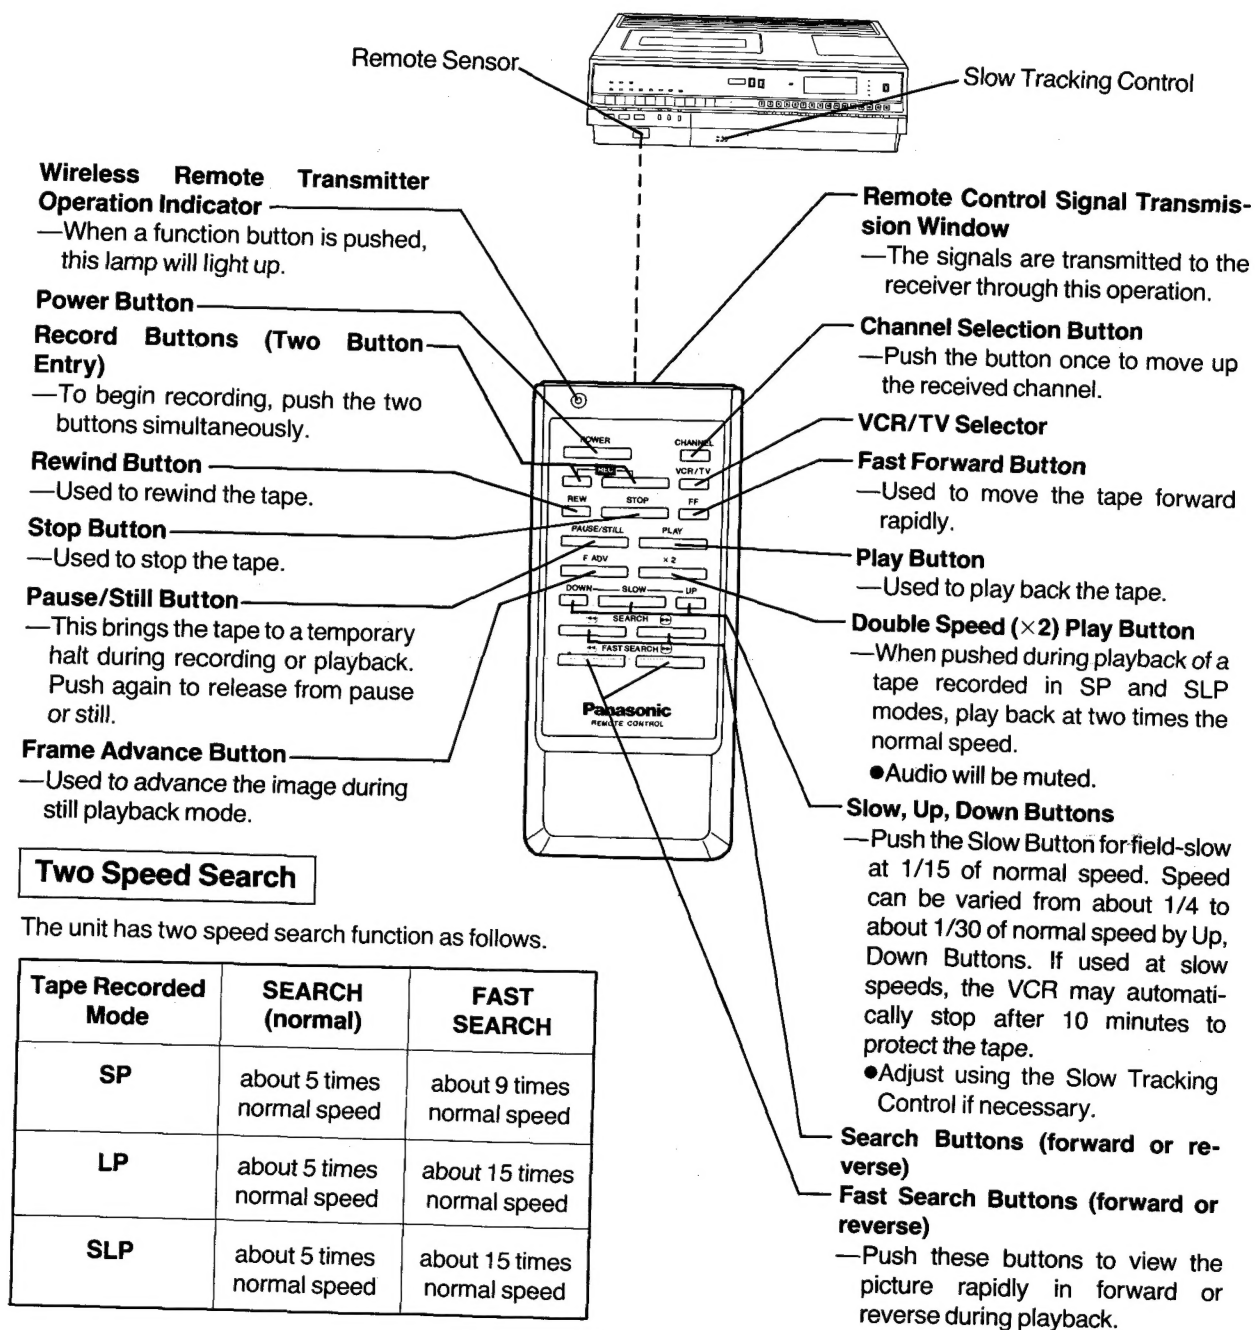 Remote Sensor
Slow Tracking Control
Wireless Remote Transmitter
Operation Indicator
—When a function button is pushed,
this lamp will light up.
Power Button
Record Buttons (Two Button
Entry)
—To begin recording, push the two
buttons simultaneously.
Rewind Button
—Used to rewind the tape.
Stop Button
—Used to stop the tape.
Pause/Still Button
—This brings the tape to a temporary
halt during recording or playback.
Push again to release from pause
or still.
Frame Advance Button
—Used to advance the image during
still playback mode.
POWER
CHANNEL
REC
VCR/TV
REW STOP FF
PAUSE/STILL PLAY
F ADV ×2
DOWN SLOW UP
SEARCH
FAST SEARCH
Panasonic
REMOTE CONTROL
Remote Control Signal Transmis-
sion Window
—The signals are transmitted to the
receiver through this operation.
Channel Selection Button
—Push the button once to move up
the received channel.
VCR/TV Selector
Fast Forward Button
—Used to move the tape forward
rapidly.
Play Button
—Used to play back the tape.
Double Speed (×2) Play Button
—When pushed during playback of a
tape recorded in SP and SLP
modes, play back at two times the
normal speed.
●Audio will be muted.
Slow, Up, Down Buttons
—Push the Slow Button for field-slow
at 1/15 of normal speed. Speed
can be varied from about 1/4 to
about 1/30 of normal speed by Up,
Down Buttons. If used at slow
speeds, the VCR may automati-
cally stop after 10 minutes to
protect the tape.
●Adjust using the Slow Tracking
Control if necessary.
Search Buttons (forward or re-
verse)
Fast Search Buttons (forward or
reverse)
—Push these buttons to view the
picture rapidly in forward or
reverse during playback.
Two Speed Search
The unit has two speed search function as follows.
Tape Recorded
Mode
SEARCH
(normal)
FAST
SEARCH
SP
about 5 times
normal speed
about 9 times
normal speed
LP
about 5 times
normal speed
about 15 times
normal speed
SLP
about 5 times
normal speed
about 15 times
normal speed